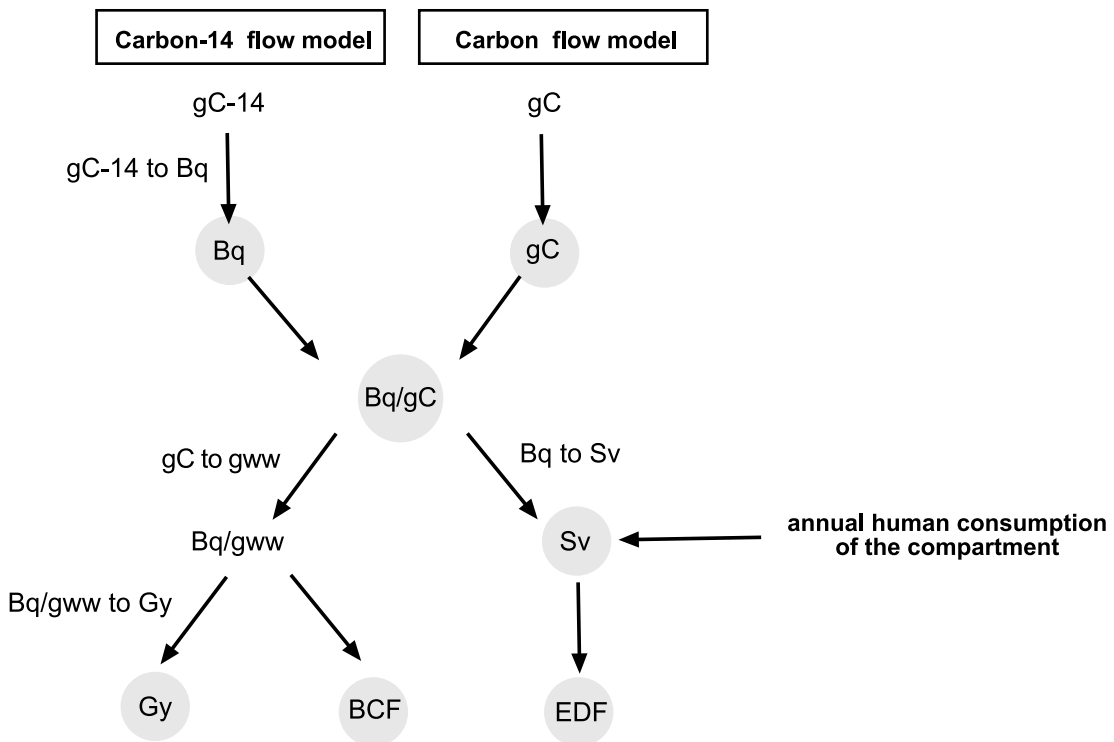 Carbon-14 flow model
Carbon flow model
gC-14
gC
gC-14 to Bq
Bq
gC
Bq/gC
gC to gww
Bq to Sv
Bq/gww
Sv
annual human consumption
of the compartment
Bq/gww to Gy
Gy
BCF
EDF